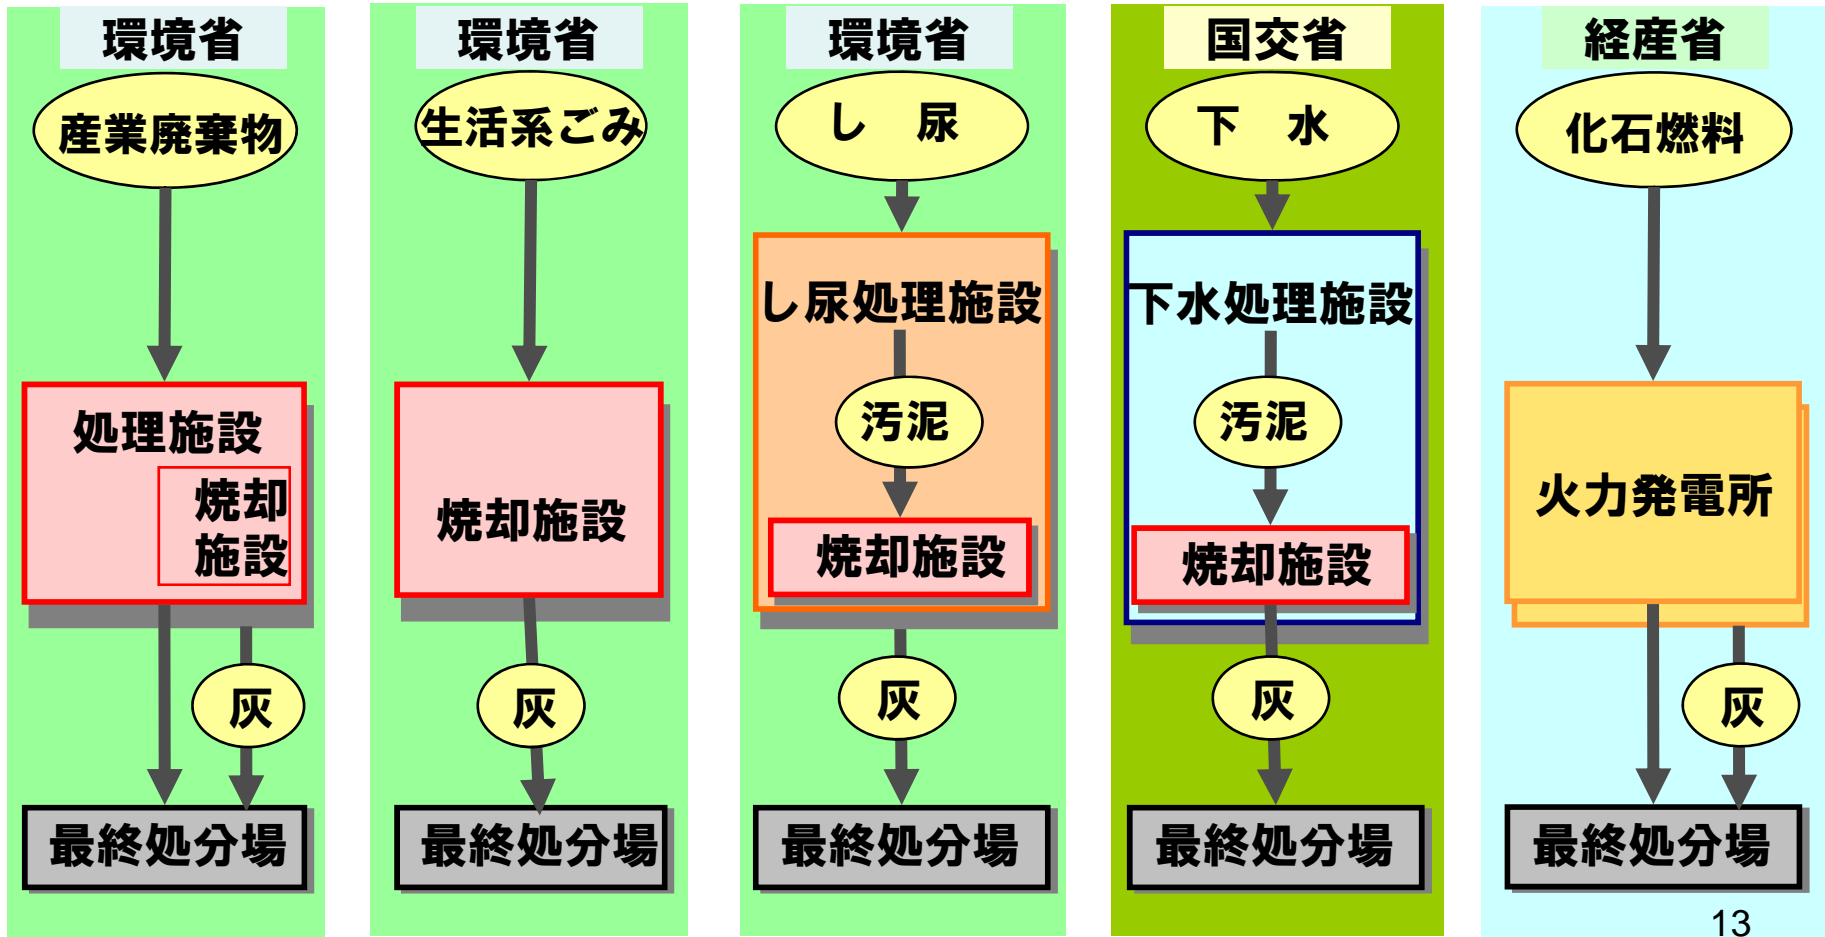 環境省
産業廃棄物
処理施設
焼却
施設
灰
最終処分場
環境省
生活系ごみ
焼却施設
灰
最終処分場
環境省
し　尿
し尿処理施設
汚泥
焼却施設
灰
最終処分場
国交省
下　水
下水処理施設
汚泥
焼却施設
灰
最終処分場
経産省
化石燃料
火力発電所
灰
最終処分場
13